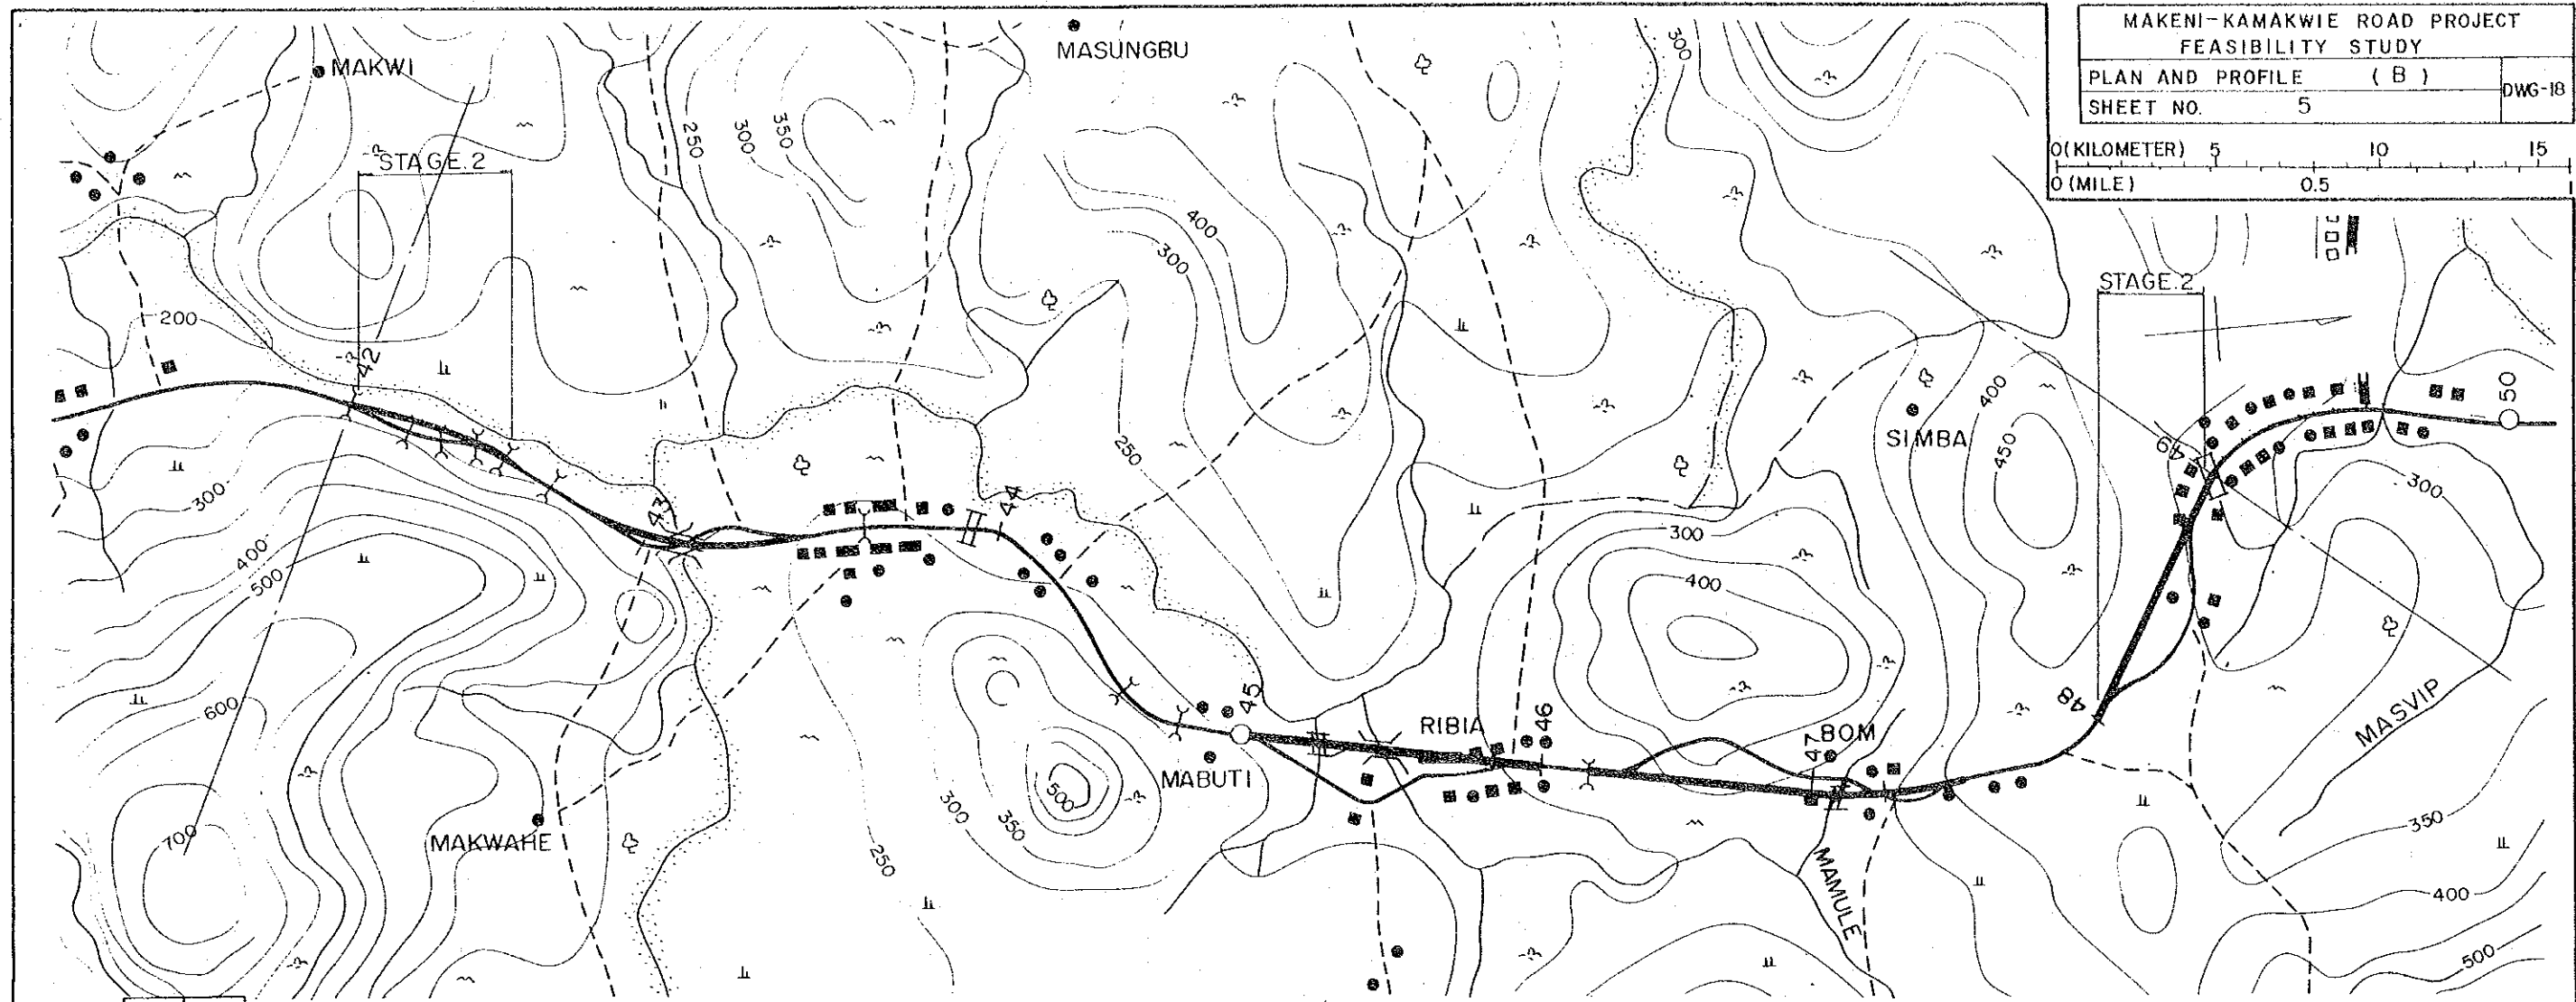 MAKENI-KAMAKWIE ROAD PROJECT
FEASIBILITY STUDY
PLAN AND PROFILE ( B )
SHEET NO. 5
DWG-18
0(KILOMETER) 5 10 15
0 (MILE) 0.5 1
MAKWI
MASUNGBU
STAGE.2
STAGE.2
250
300
350
300
400
300
200
42
43
44
250
300
400
500
600
700
MAKWAHE
250
300
350
500
MABUTI
45
RIBIA
46
300
400
47
BOM
MAMULE
SIMBA
400
450
48
49
50
300
MASVIP
350
400
500